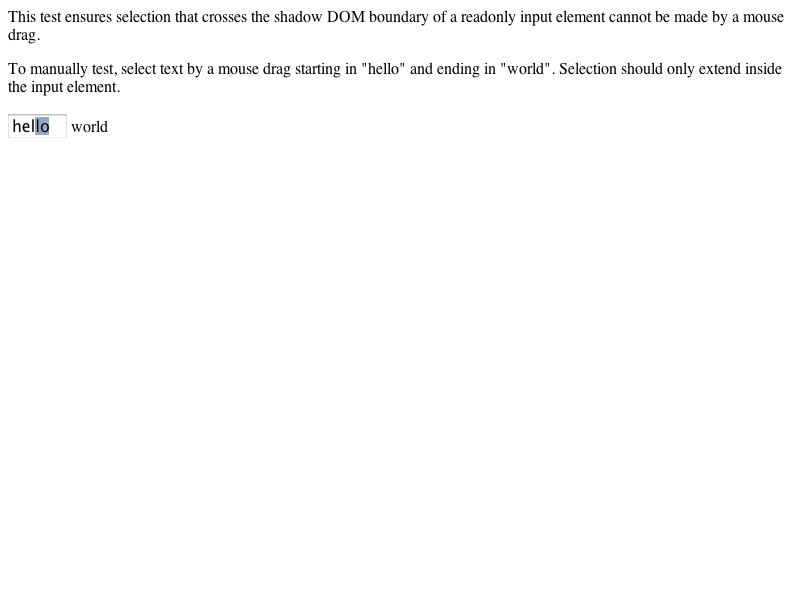 This test ensures selection that crosses the shadow DOM boundary of a readonly input element cannot be made by a mouse
drag.
To manually test, select text by a mouse drag starting in "hello" and ending in "world". Selection should only extend inside
the input element.
hello world